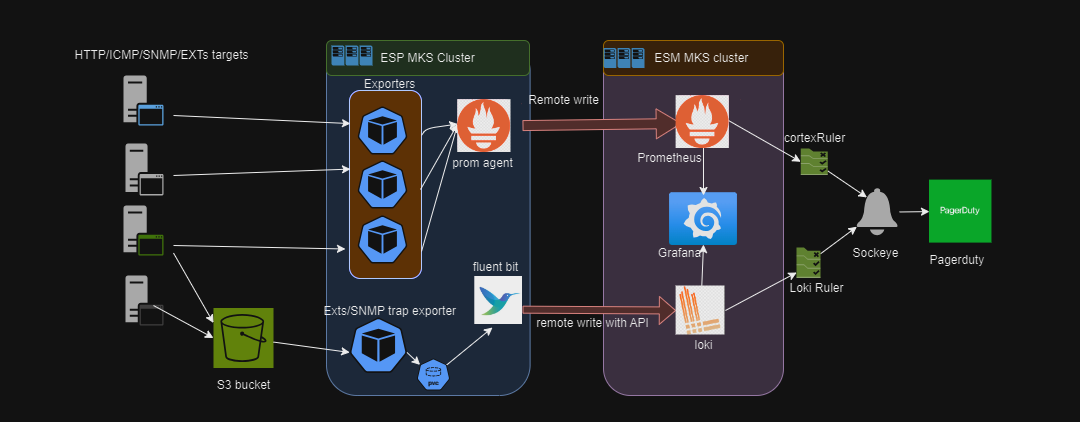 HTTP/ICMP/SNMP/EXTs targets
ESP MKS Cluster
ESM MKS cluster
Exporters
Remote write
prom agent
Prometheus
cortexRuler
Grafana
PagerDuty
Sockeye
Pagerduty
fluent bit
Loki Ruler
Exts/SNMP trap exporter
remote write with API
loki
pvc
S3 bucket